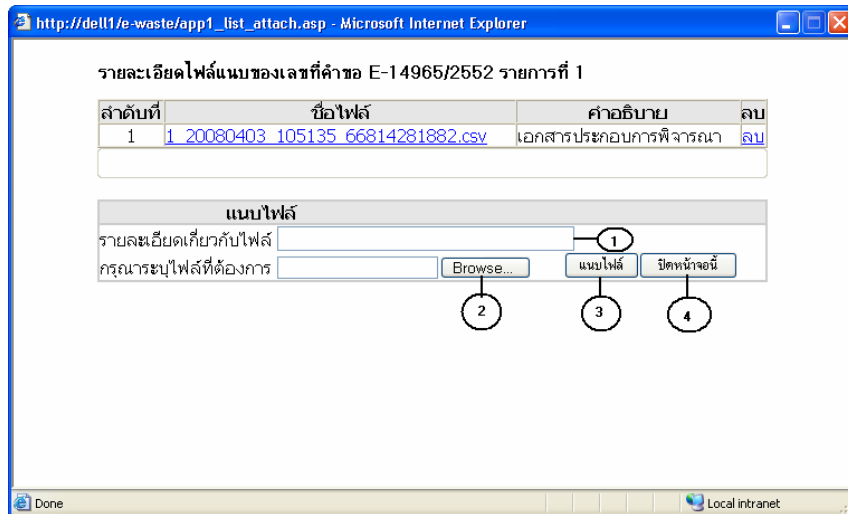 http://dell1/e-waste/app1_list_attach.asp - Microsoft Internet Explorer
รายละเอียดไฟล์แนบของเลขที่คำขอ E-14965/2552 รายการที่ 1
ลำดับที่ ชื่อไฟล์ คำอธิบาย ลบ
1 1_20080403_105135_66814281882.csv เอกสารประกอบการพิจารณา ลบ
แนบไฟล์
รายละเอียดเกี่ยวกับไฟล์ 1
กรุณาระบุไฟล์ที่ต้องการ Browse... แนบไฟล์ ปิดหน้าจอนี้
2 3 4
Done Local intranet